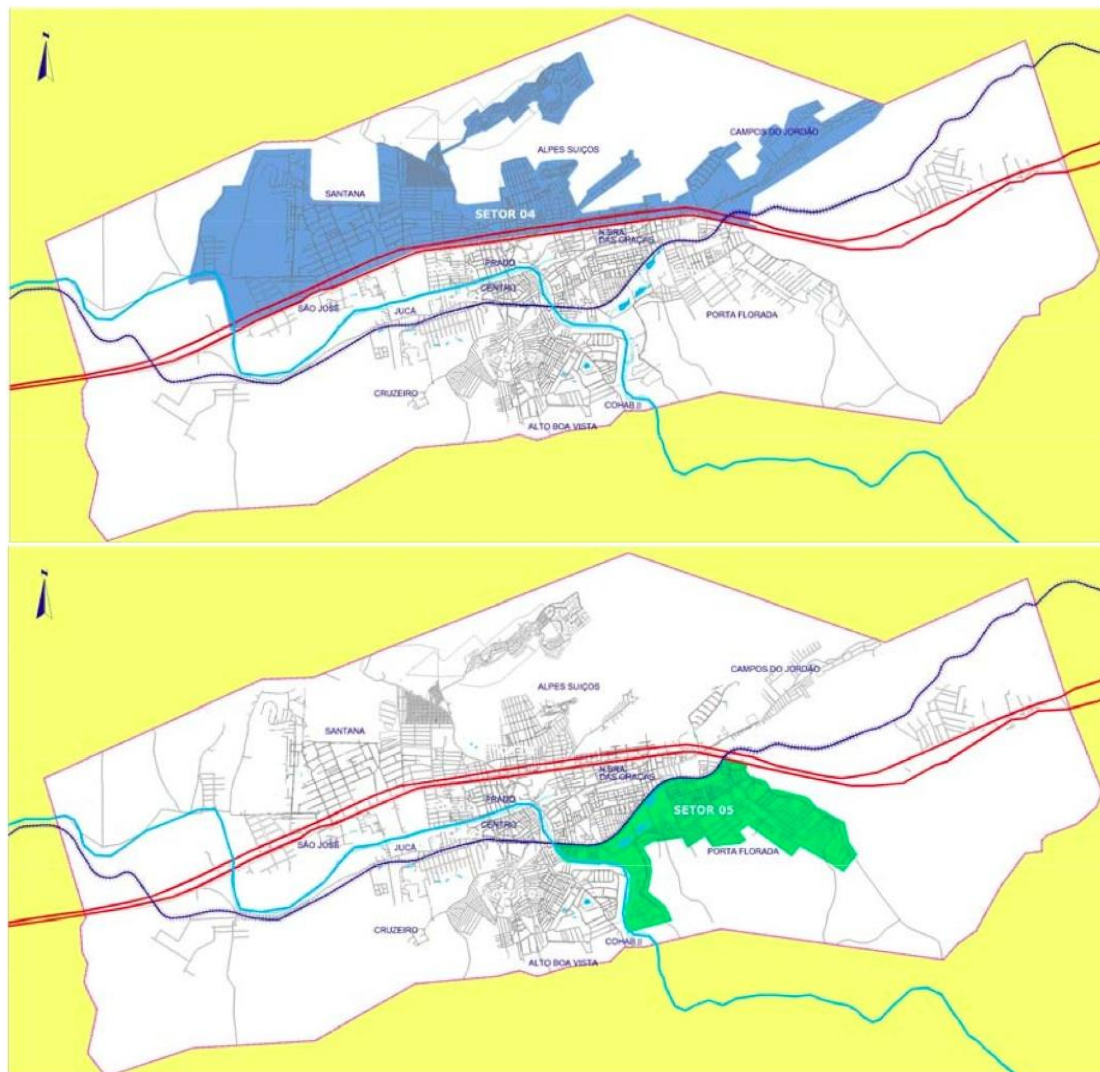 CAMPOS DO JORDÃO
ALPES SUIÇOS
SANTANA
SETOR 04
N.SRA.
DAS GRAÇAS
PRADO
CENTRO
SÃO JOSÉ
JUCÁ
PORTA FLORADA
CRUZEIRO
COHAB II
ALTO BOA VISTA
CAMPOS DO JORDÃO
ALPES SUIÇOS
SANTANA
N.SRA.
DAS GRAÇAS
PRADO
SETOR 05
CENTRO
SÃO JOSÉ
JUCÁ
PORTA FLORADA
CRUZEIRO
COHAB II
ALTO BOA VISTA